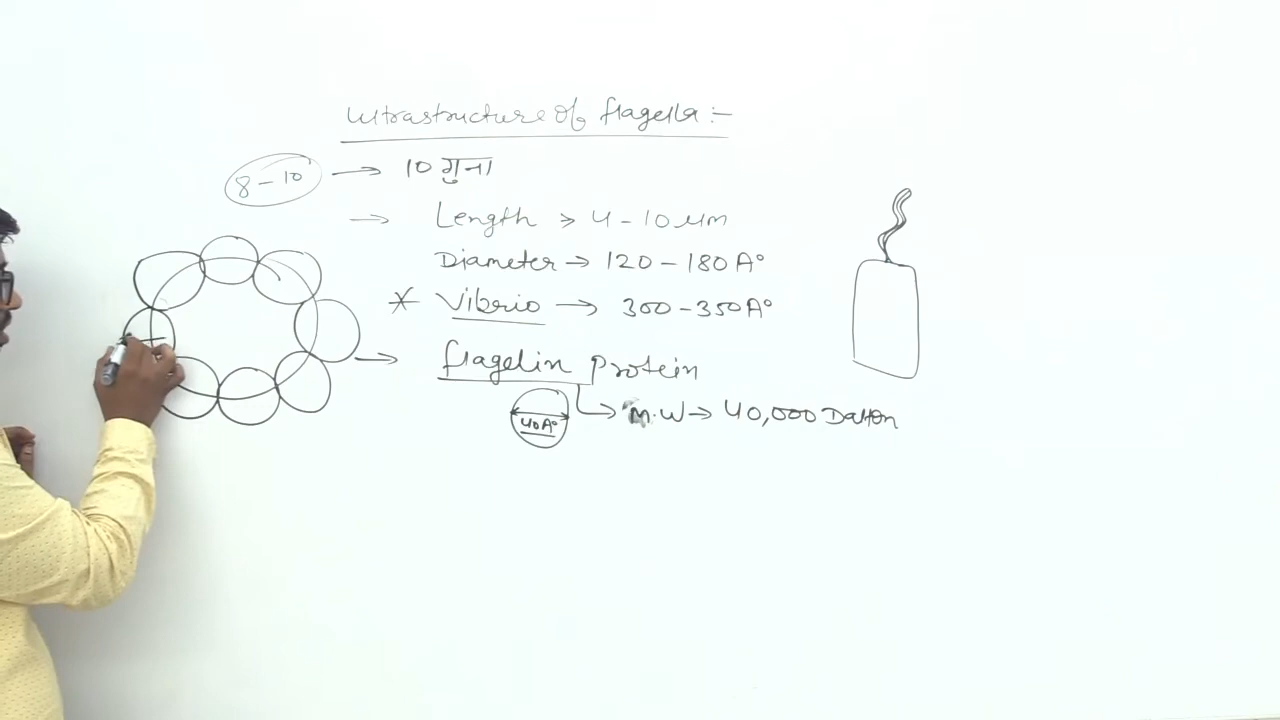 Ultrastructure of flagella :-
8-10 → 10 गुना
→ Length → 4-10 μm
Diameter → 120-180 A°
* Vibrio → 300-350 A°
→ flagelin protein
40A° → M.W → 40,000 Dalton